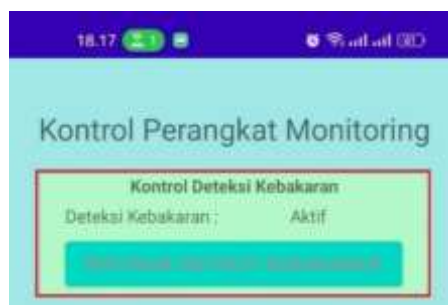 18.17
Kontrol Perangkat Monitoring
Kontrol Deteksi Kebakaran
Deteksi Kebakaran : Aktif